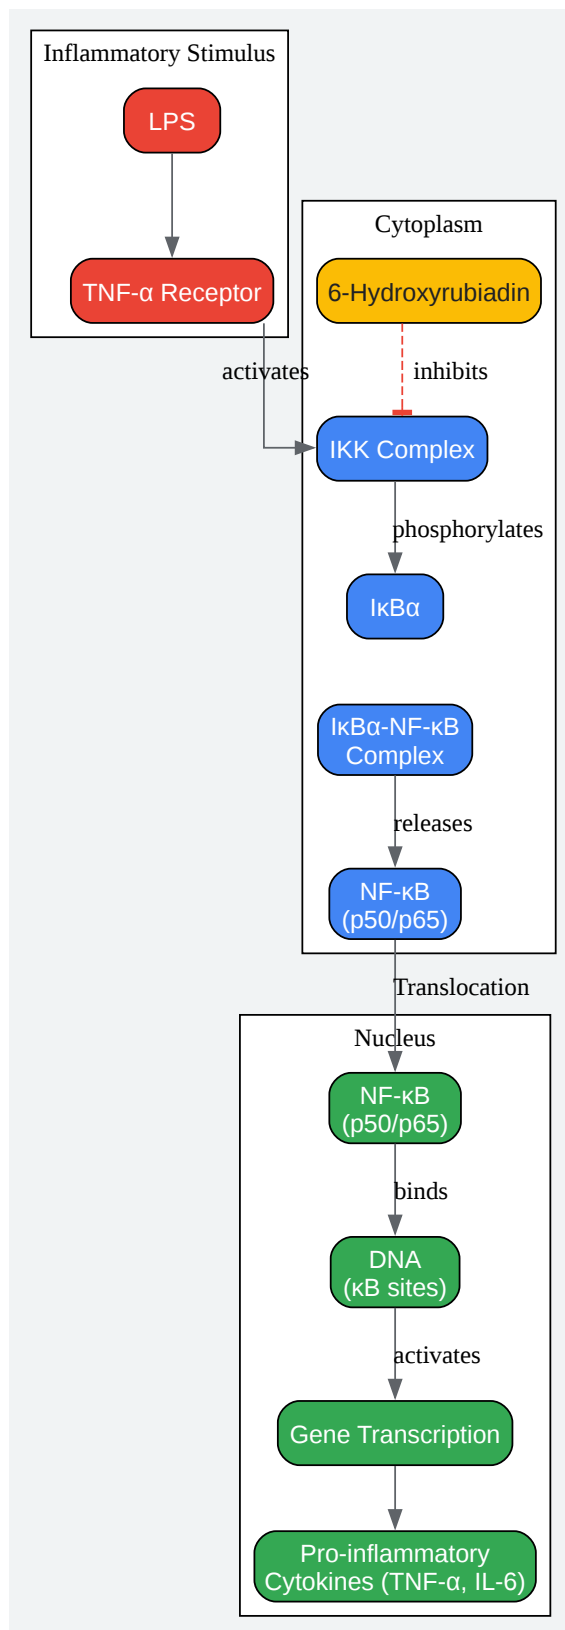 Inflammatory Stimulus
LPS
TNF-α Receptor
activates
Cytoplasm
6-Hydroxyrubiadin
inhibits
IKK Complex
phosphorylates
IκBα
IκBα-NF-κB
Complex
releases
NF-κB
(p50/p65)
Translocation
Nucleus
NF-κB
(p50/p65)
binds
DNA
(κB sites)
activates
Gene Transcription
Pro-inflammatory
Cytokines (TNF-α, IL-6)